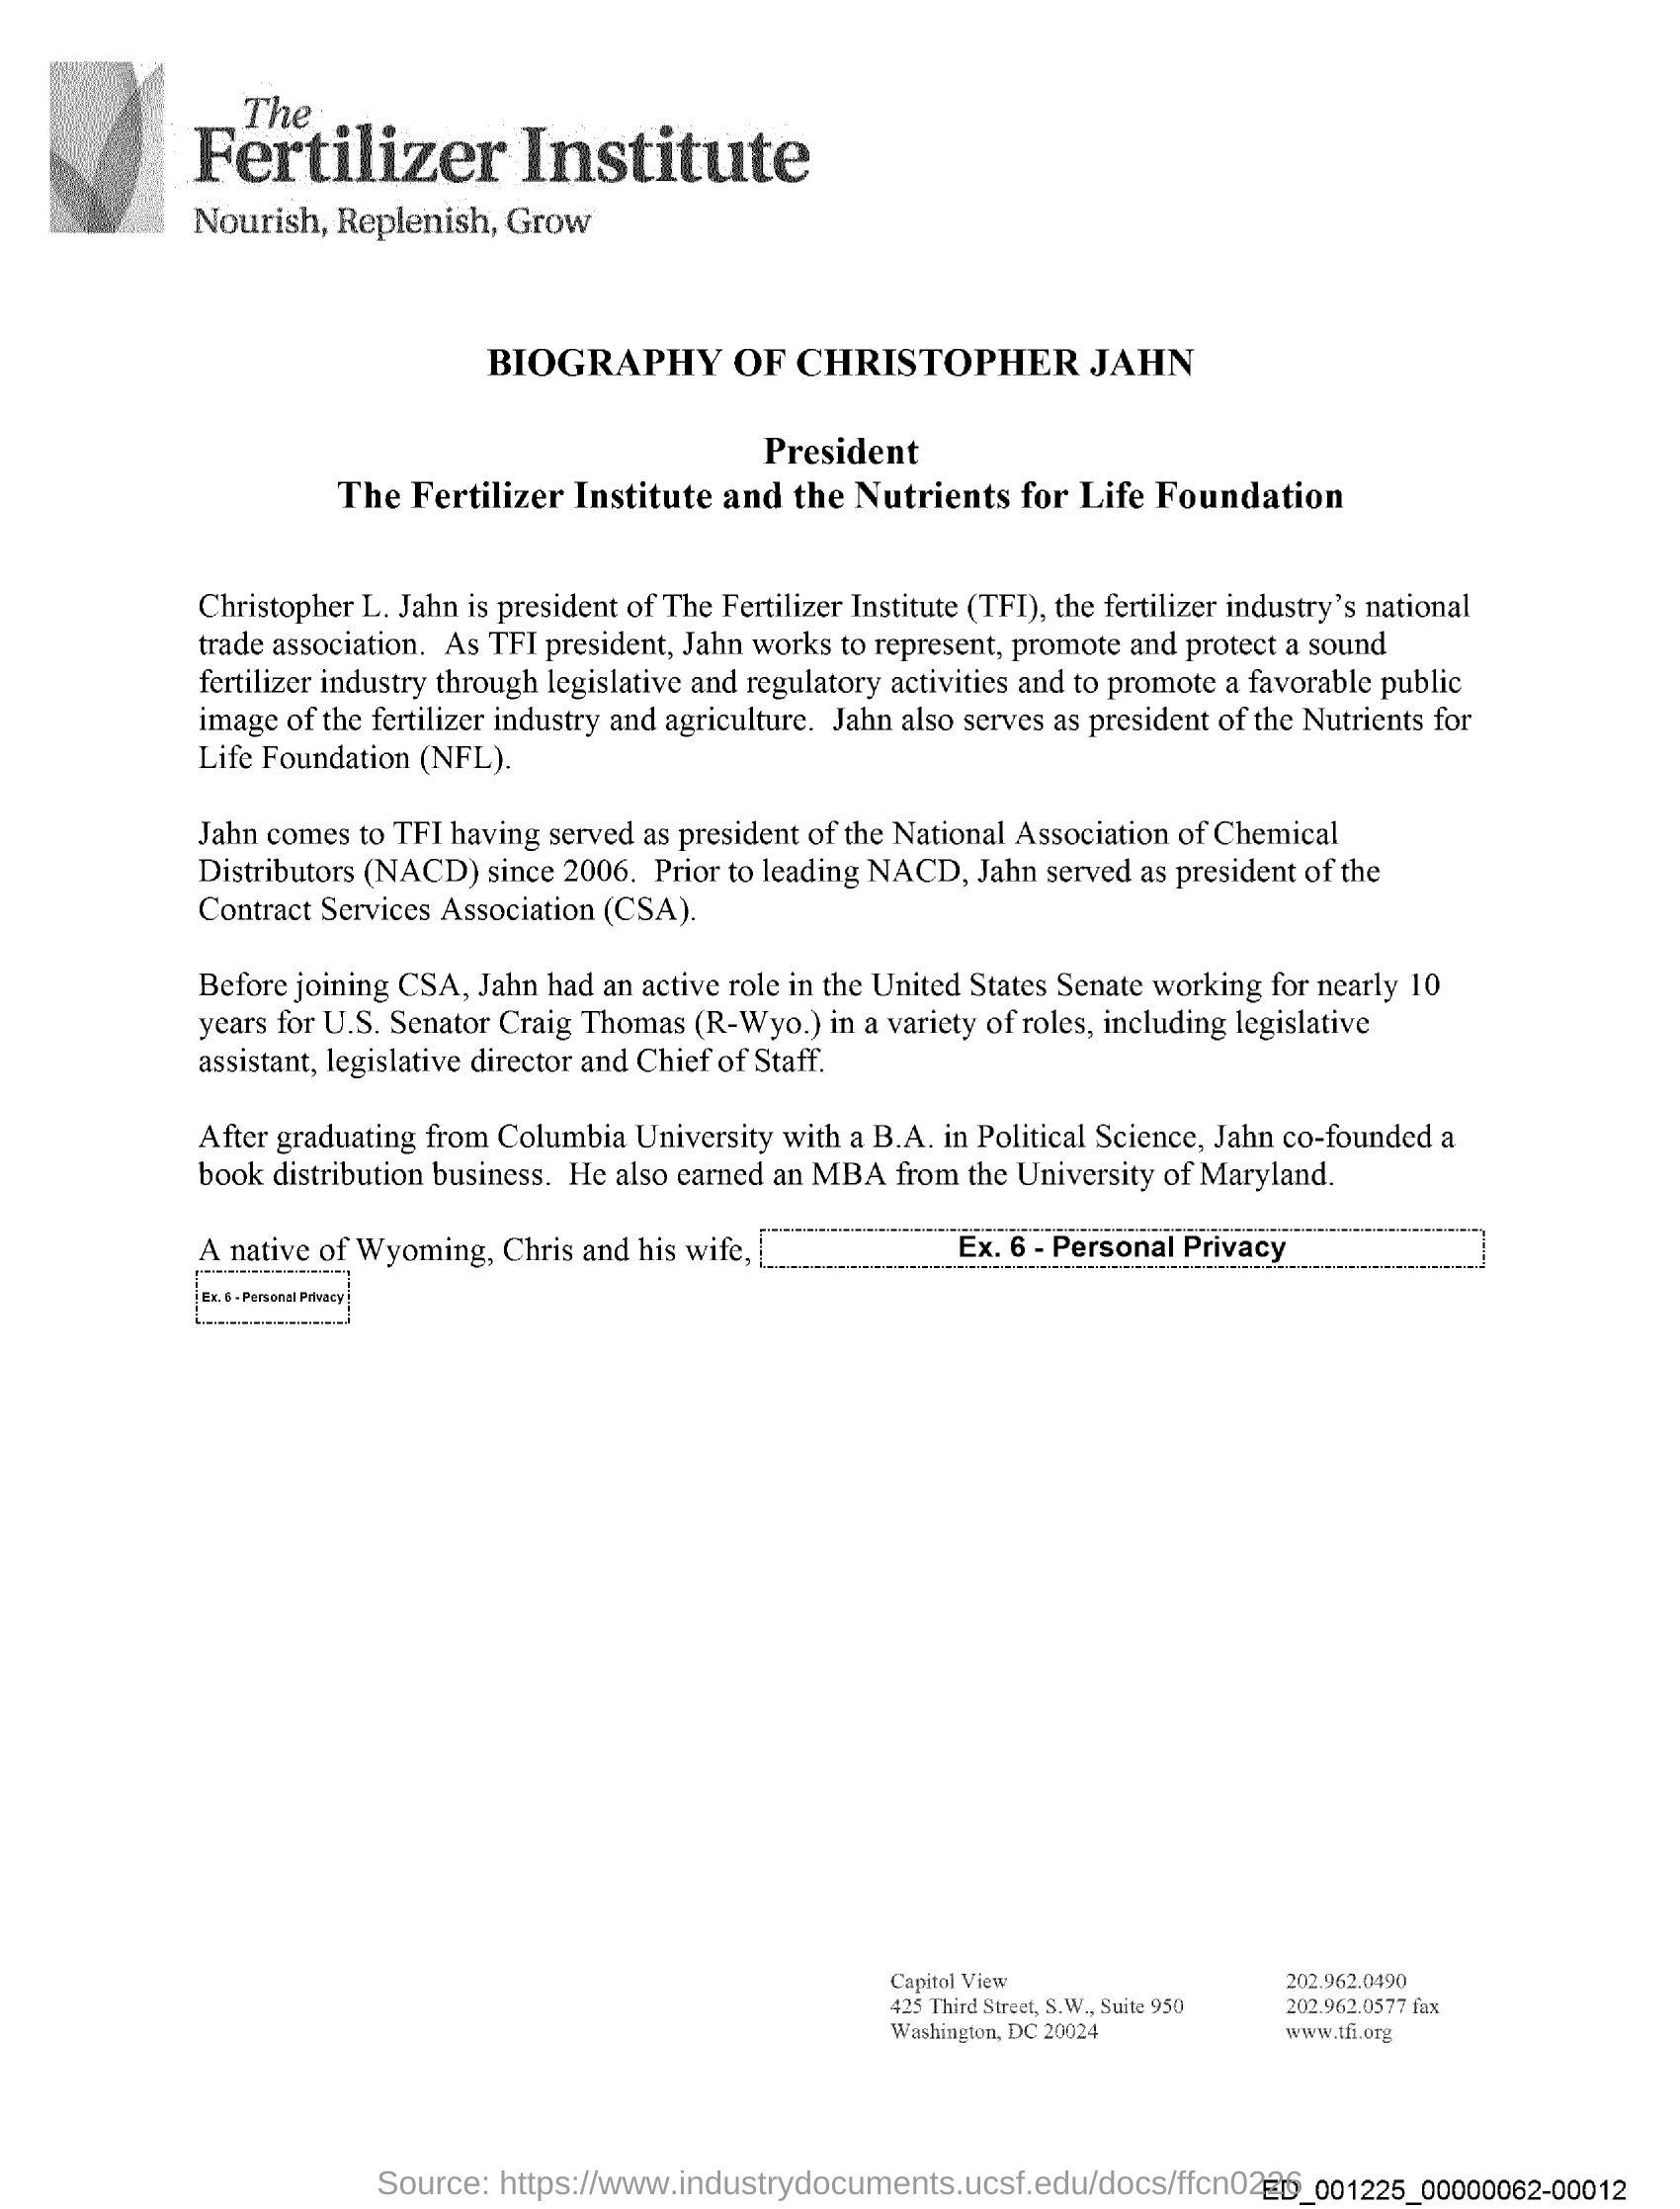 The
Fertilizer Institute
Nourish, Replenish, Grow
BIOGRAPHY OF CHRISTOPHER JAHN
President
The Fertilizer Institute and the Nutrients for Life Foundation
Christopher L. Jahn is president of The Fertilizer Institute (TFI), the fertilizer industry's national
trade association.  As TFI president, Jahn works to represent, promote and protect a sound
fertilizer industry through legislative and regulatory activities and to promote a favorable public
image of the fertilizer industry and agriculture.  Jahn also serves as president of the Nutrients for
Life Foundation (NFL).
Jahn comes to TFI having served as president of the National Association of Chemical
Distributors (NACD) since 2006.  Prior to leading NACD, Jahn served as president of the
Contract Services Association (CSA).
Before joining CSA, Jahn had an active role in the United States Senate working for nearly 10
years for U.S. Senator Craig Thomas (R-Wyo.) in a variety of roles, including legislative
assistant, legislative director and Chief of Staff.
After graduating from Columbia University with a B.A. in Political Science, Jahn co-founded a
book distribution business.  He also earned an MBA from the University of Maryland.
A native of Wyoming, Chris and his wife, Ex. 6 - Personal Privacy
Ex. 6 - Personal Privacy
Capitol View
425 Third Street, S.W., Suite 950
Washington, DC 20024
202.962.0490
202.962.0577 fax
www.tfi.org
Source: https://www.industrydocuments.ucsf.edu/docs/ffcn0226
ED_001225_00000062-00012